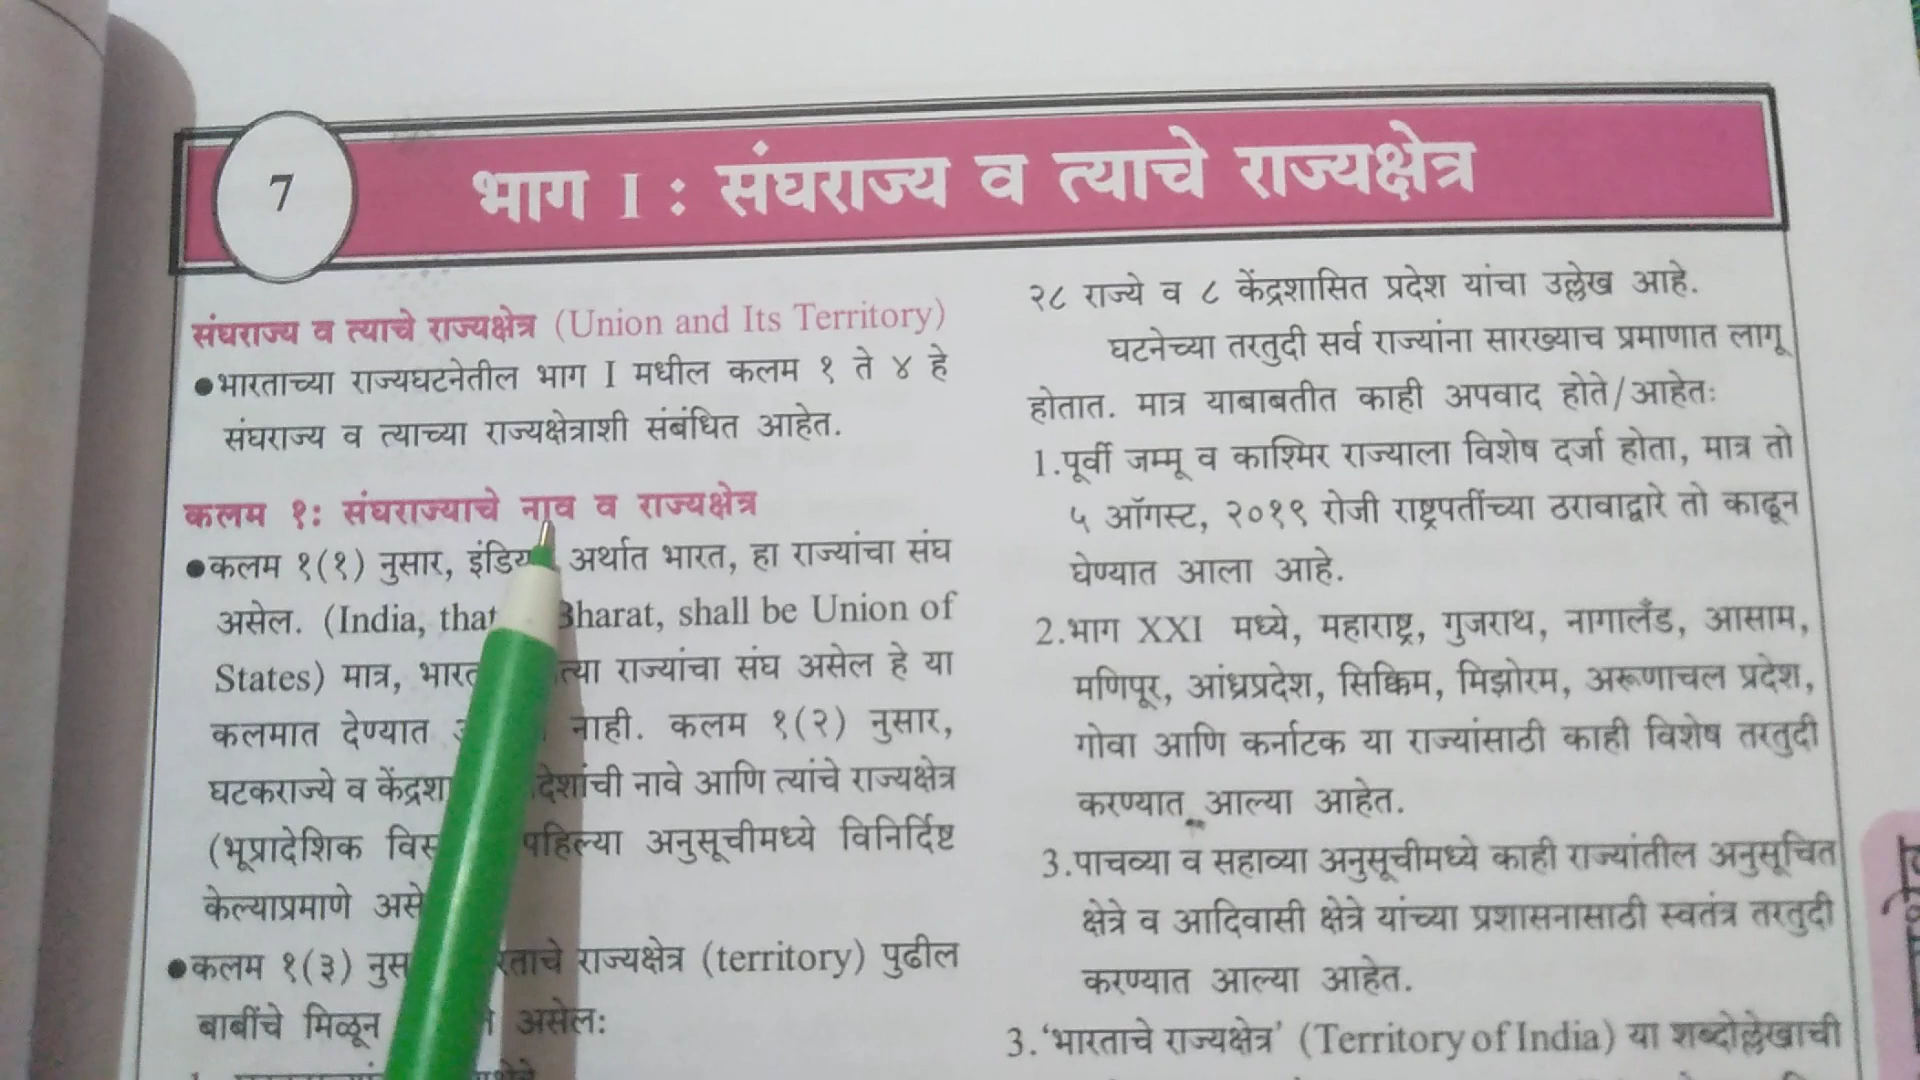 7
भाग I : संघराज्य व त्याचे राज्यक्षेत्र
संघराज्य व त्याचे राज्यक्षेत्र (Union and Its Territory)
●भारताच्या राज्यघटनेतील भाग I मधील कलम १ ते ४ हे
संघराज्य व त्याच्या राज्यक्षेत्राशी संबंधित आहेत.
कलम १: संघराज्याचे नाव व राज्यक्षेत्र
●कलम १(१) नुसार, अर्थात भारत, हा राज्यांचा संघ
असेल. (India, that Bharat, shall be Union of
States) मात्र, राज्यांचा संघ असेल हे या
कलमात देण्यात नाही. कलम १(२) नुसार,
घटकराज्ये व नावे आणि त्यांचे राज्यक्षेत्र
(भूप्रादेशिक पहिल्या अनुसूचीमध्ये विनिर्दिष्ट
केल्याप्रमाणे
●कलम १(३) राज्यक्षेत्र (territory) पुढील
बाबींचे मिळून असेल:
२८ राज्ये व ८ केंद्रशासित प्रदेश यांचा उल्लेख आहे.
घटनेच्या तरतुदी सर्व राज्यांना सारख्याच प्रमाणात लागू
होतात. मात्र याबाबतीत काही अपवाद होते/आहेतः
1.पूर्वी जम्मू व काश्मिर राज्याला विशेष दर्जा होता, मात्र तो
५ ऑगस्ट, २०१९ रोजी राष्ट्रपतींच्या ठरावाद्वारे तो काढून
घेण्यात आला आहे.
2.भाग XXI मध्ये, महाराष्ट्र, गुजराथ, नागालँड, आसाम,
मणिपूर, आंध्रप्रदेश, सिक्किम, मिझोरम, अरूणाचल प्रदेश,
गोवा आणि कर्नाटक या राज्यांसाठी काही विशेष तरतुदी
करण्यात आल्या आहेत.
3.पाचव्या व सहाव्या अनुसूचीमध्ये काही राज्यांतील अनुसूचित
क्षेत्रे व आदिवासी क्षेत्रे यांच्या प्रशासनासाठी स्वतंत्र तरतुदी
करण्यात आल्या आहेत.
3. 'भारताचे राज्यक्षेत्र' (Territory of India) या शब्दोल्लेखाची